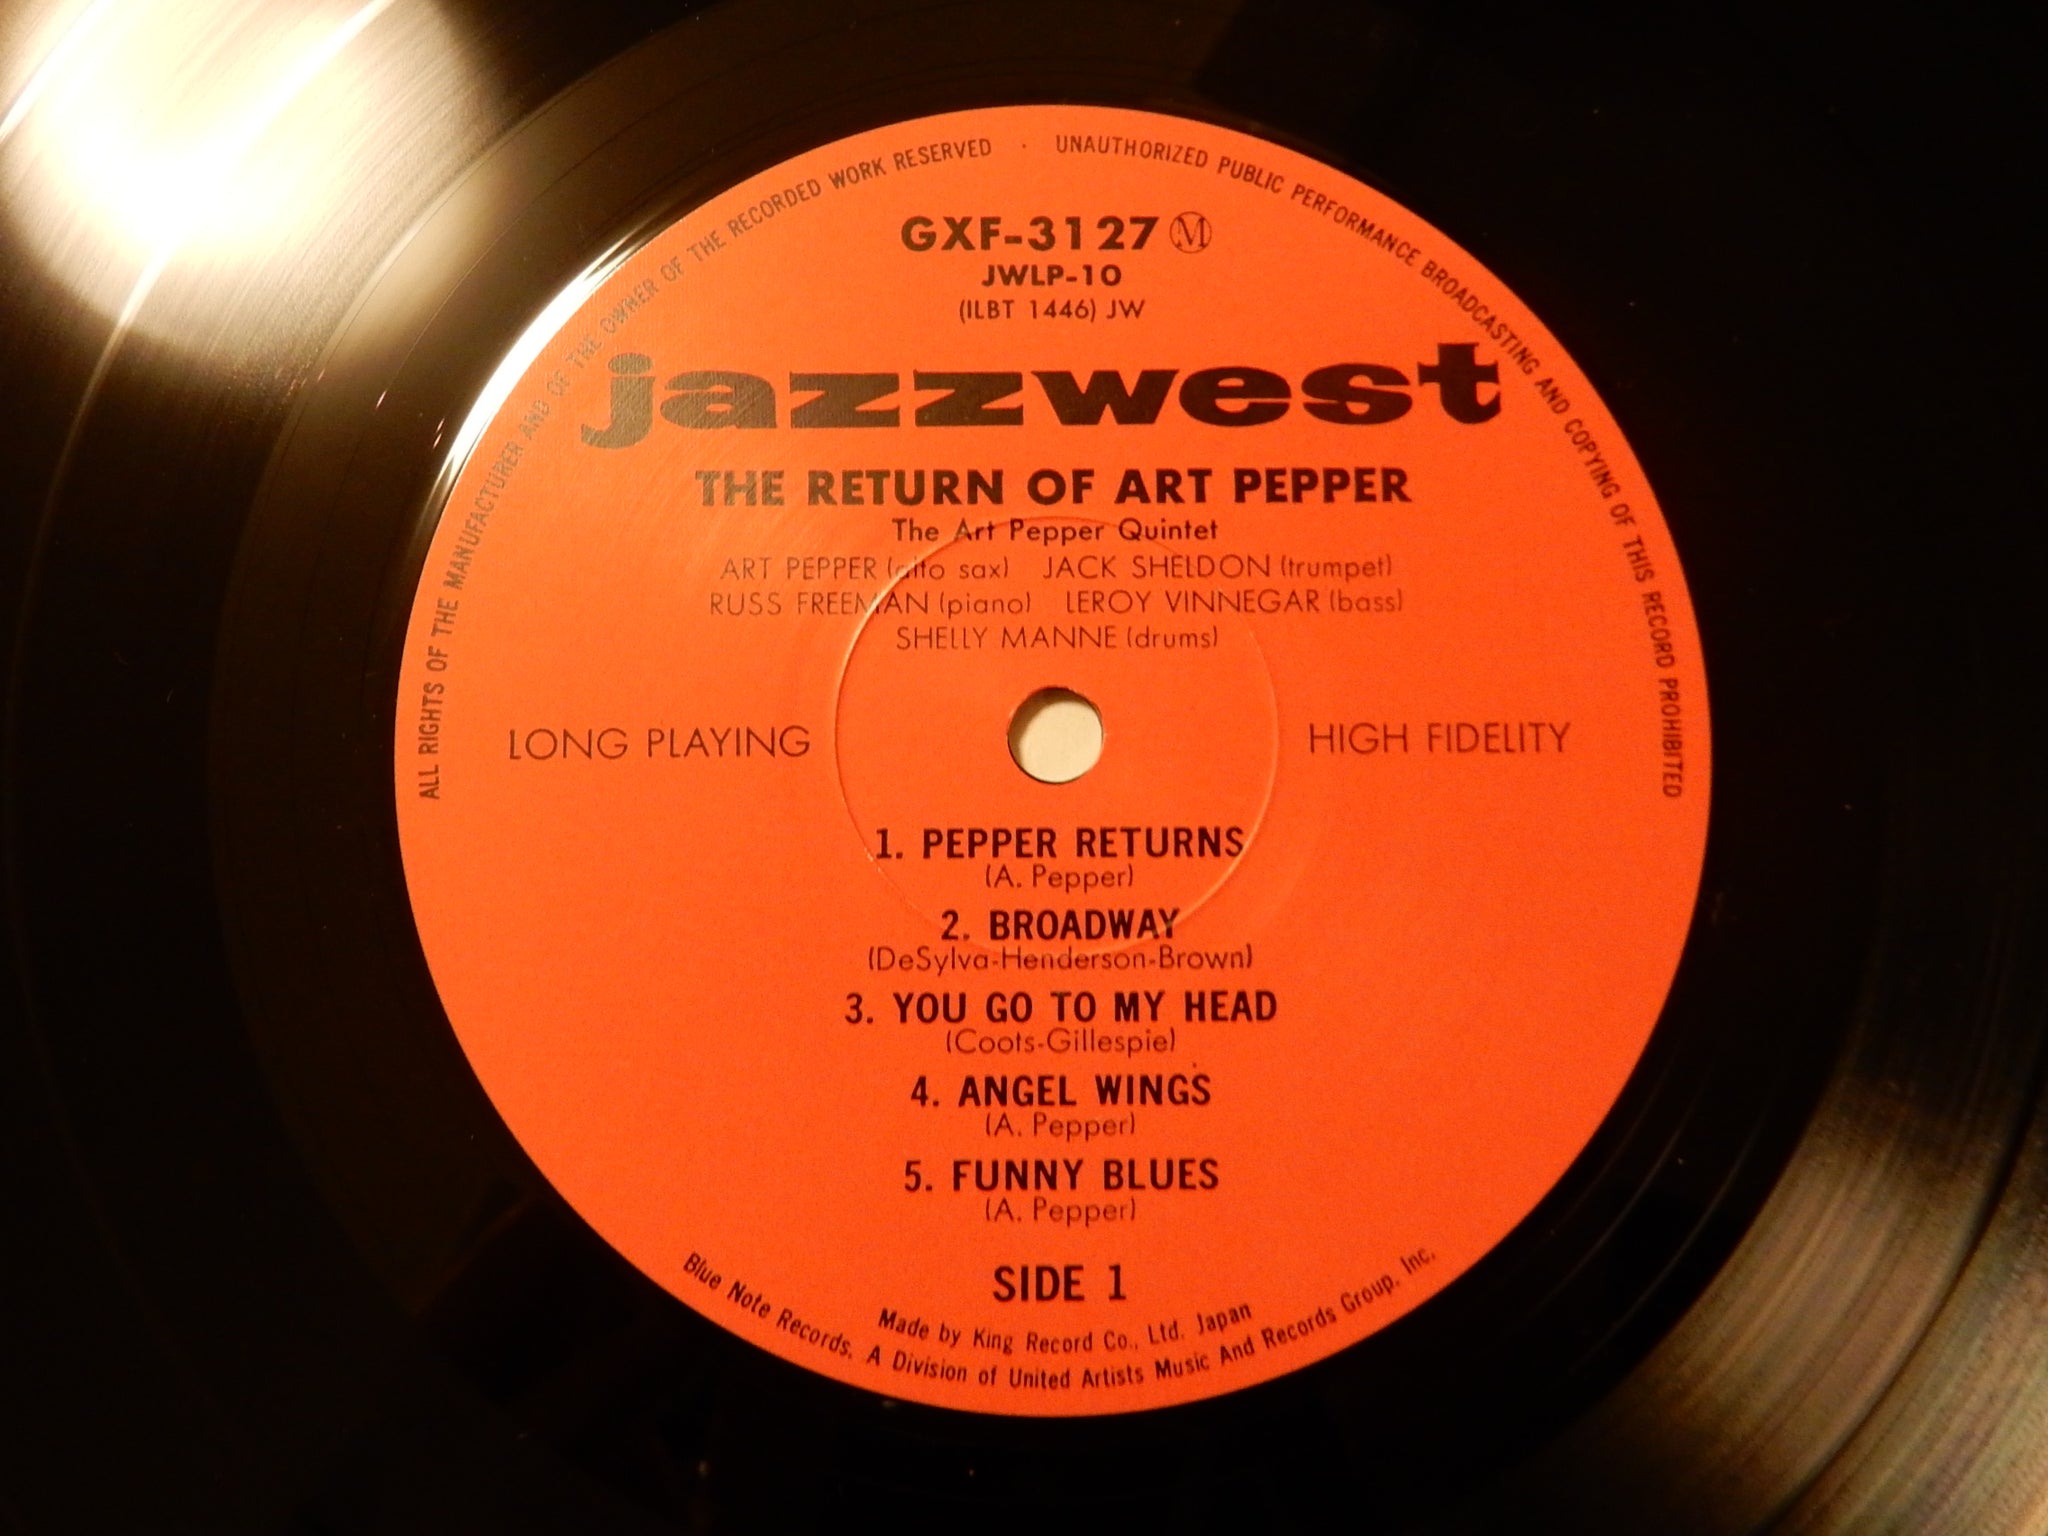 ALL RIGHTS OF THE MANUFACTURER AND OF THE OWNER OF THE RECORDED WORK RESERVED · UNAUTHORIZED PUBLIC PERFORMANCE BROADCASTING AND COPYING OF THIS RECORD PROHIBITED
GXF-3127 Ⓜ
JWLP-10
(ILBT 1446) JW
jazzwest
THE RETURN OF ART PEPPER
The Art Pepper Quintet
ART PEPPER (alto sax) JACK SHELDON (trumpet)
RUSS FREEMAN (piano) LEROY VINNEGAR (bass)
SHELLY MANNE (drums)
LONG PLAYING HIGH FIDELITY
1. PEPPER RETURNS
(A. Pepper)
2. BROADWAY
(DeSylva-Henderson-Brown)
3. YOU GO TO MY HEAD
(Coots-Gillespie)
4. ANGEL WINGS
(A. Pepper)
5. FUNNY BLUES
(A. Pepper)
SIDE 1
Made by King Record Co., Ltd. Japan
Blue Note Records, A Division of United Artists Music And Records Group, Inc.